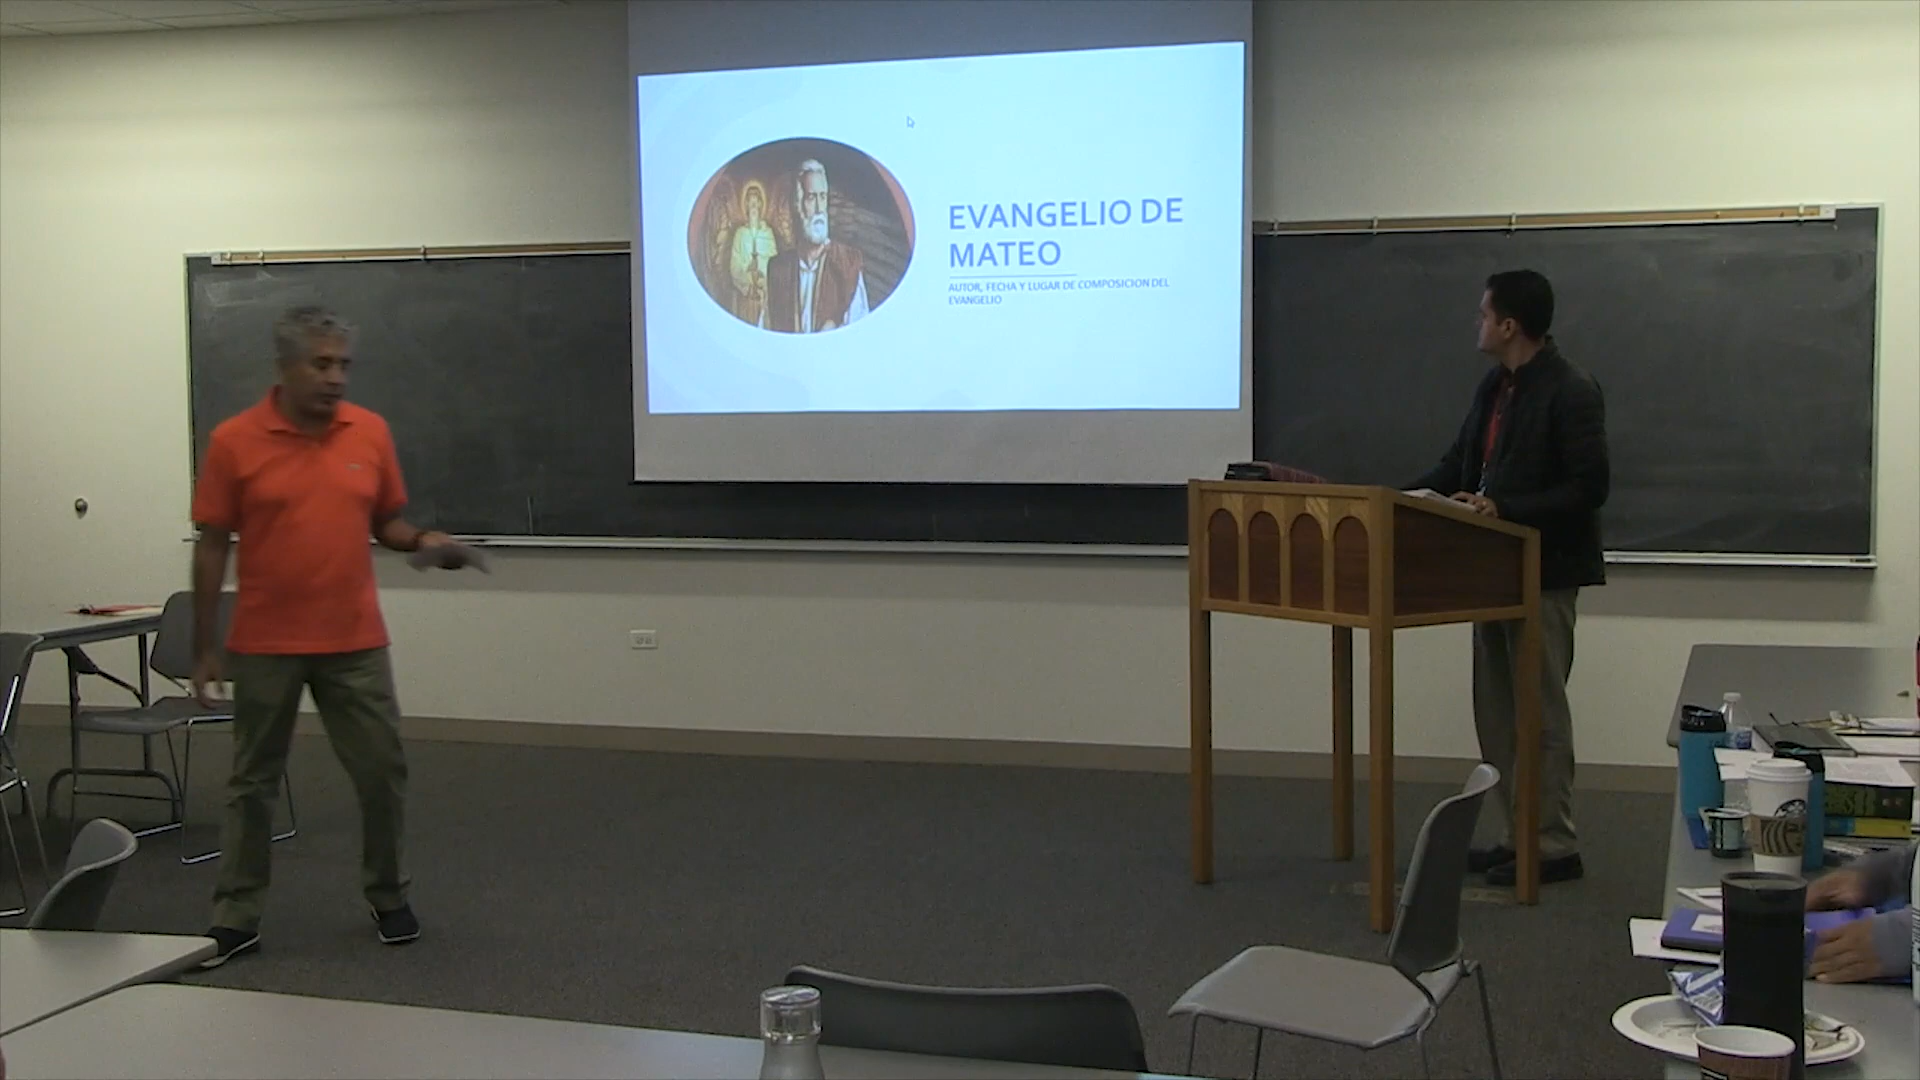 EVANGELIO DE
MATEO
AUTOR, FECHA Y LUGAR DE COMPOSICION DEL
EVANGELIO